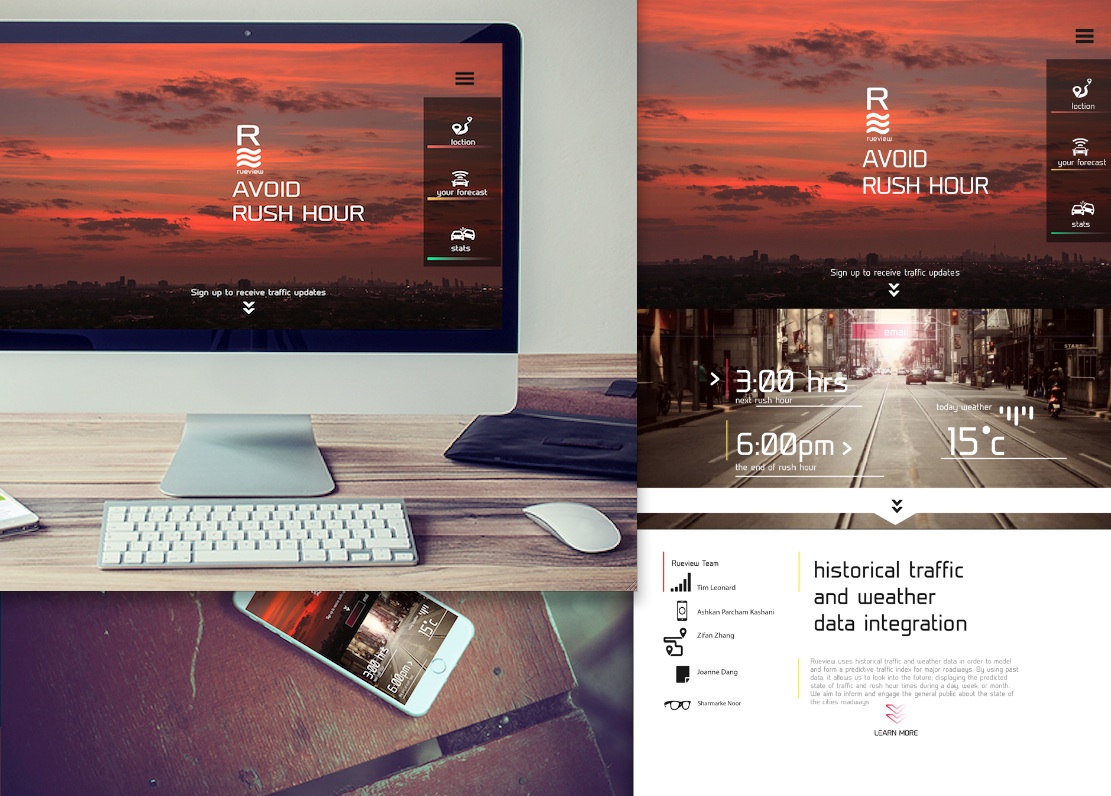 R
rueview
AVOID
RUSH HOUR
loction
your forecast
stats
Sign up to receive traffic updates
R
rueview
AVOID
RUSH HOUR
loction
your forecast
stats
Sign up to receive traffic updates
email
3:00 hrs
next rush hour
6:00pm >
the end of rush hour
today weather
15°c
Rueview Team
Tim Leonard
Ashkan Parcham Kashani
Zifan Zhang
Joanne Dang
Sharmarke Noor
historical traffic
and weather
data integration
Rueview uses historical traffic and weather data in order to model
and form a predictive traffic index for major roadways. By using past
data, it allows us to look into the future, displaying the predicted
state of traffic and rush hour times during a day, week, or month.
We aim to inform and engage the general public about the state of
the cities roadways.
LEARN MORE
3:00 hrs
6:00pm >
15°c